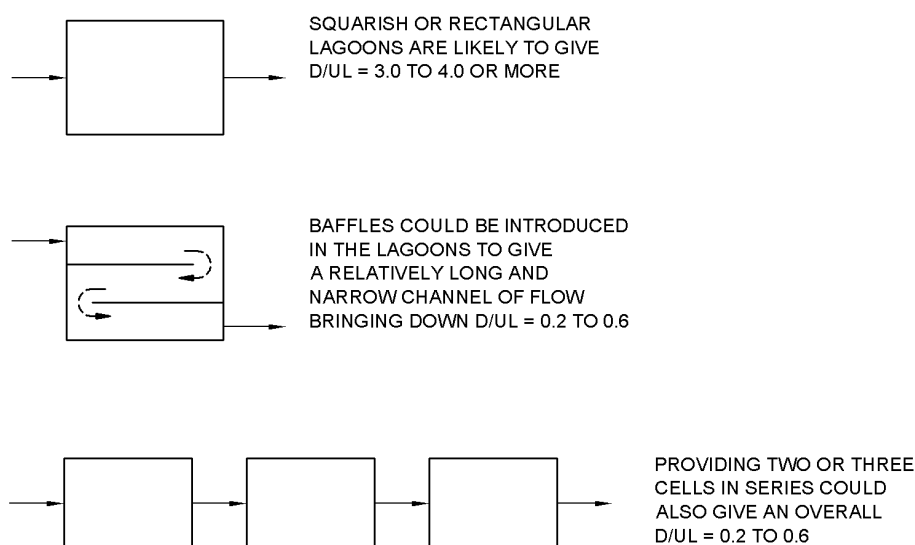 SQUARISH OR RECTANGULAR
LAGOONS ARE LIKELY TO GIVE
D/UL = 3.0 TO 4.0 OR MORE
BAFFLES COULD BE INTRODUCED
IN THE LAGOONS TO GIVE
A RELATIVELY LONG AND
NARROW CHANNEL OF FLOW
BRINGING DOWN D/UL = 0.2 TO 0.6
PROVIDING TWO OR THREE
CELLS IN SERIES COULD
ALSO GIVE AN OVERALL
D/UL = 0.2 TO 0.6